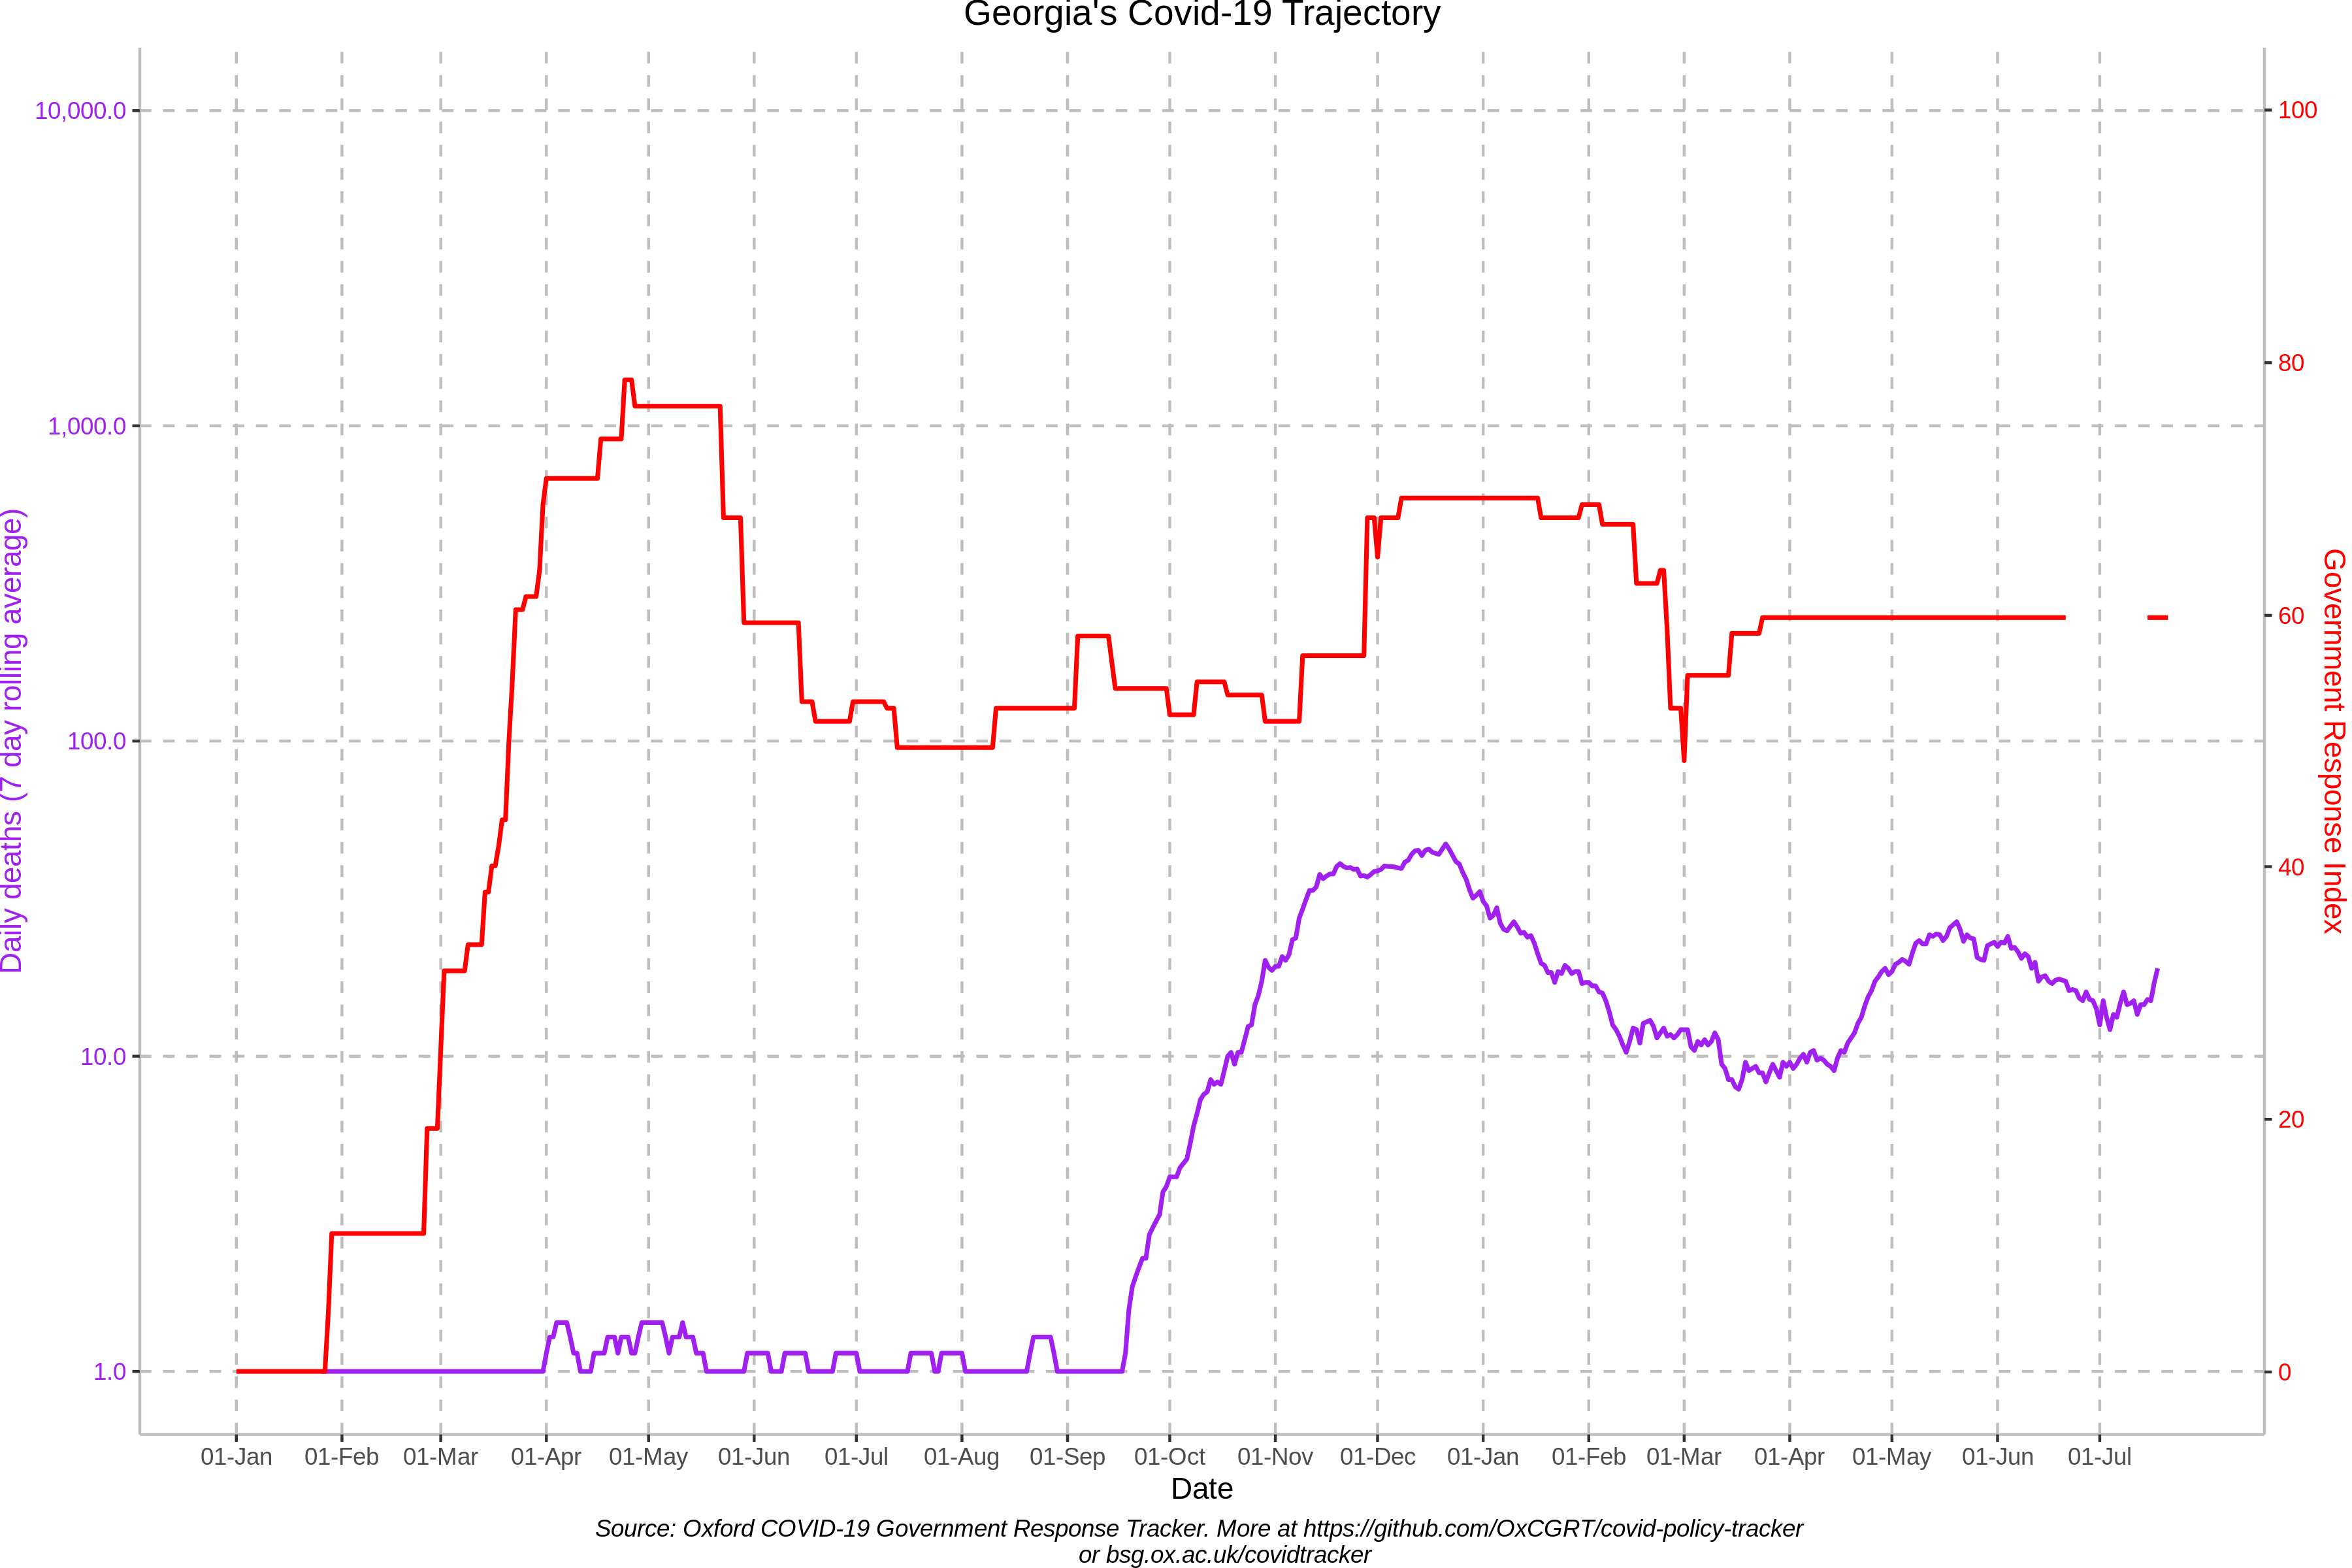 Georgia's Covid-19 Trajectory
10,000.0
1,000.0
100.0
10.0
1.0
Daily deaths (7 day rolling average)
100
80
60
40
20
0
Government Response Index
01-Jan 01-Feb 01-Mar 01-Apr 01-May 01-Jun 01-Jul 01-Aug 01-Sep 01-Oct 01-Nov 01-Dec 01-Jan 01-Feb 01-Mar 01-Apr 01-May 01-Jun 01-Jul
Date
Source: Oxford COVID-19 Government Response Tracker. More at https://github.com/OxCGRT/covid-policy-tracker
or bsg.ox.ac.uk/covidtracker